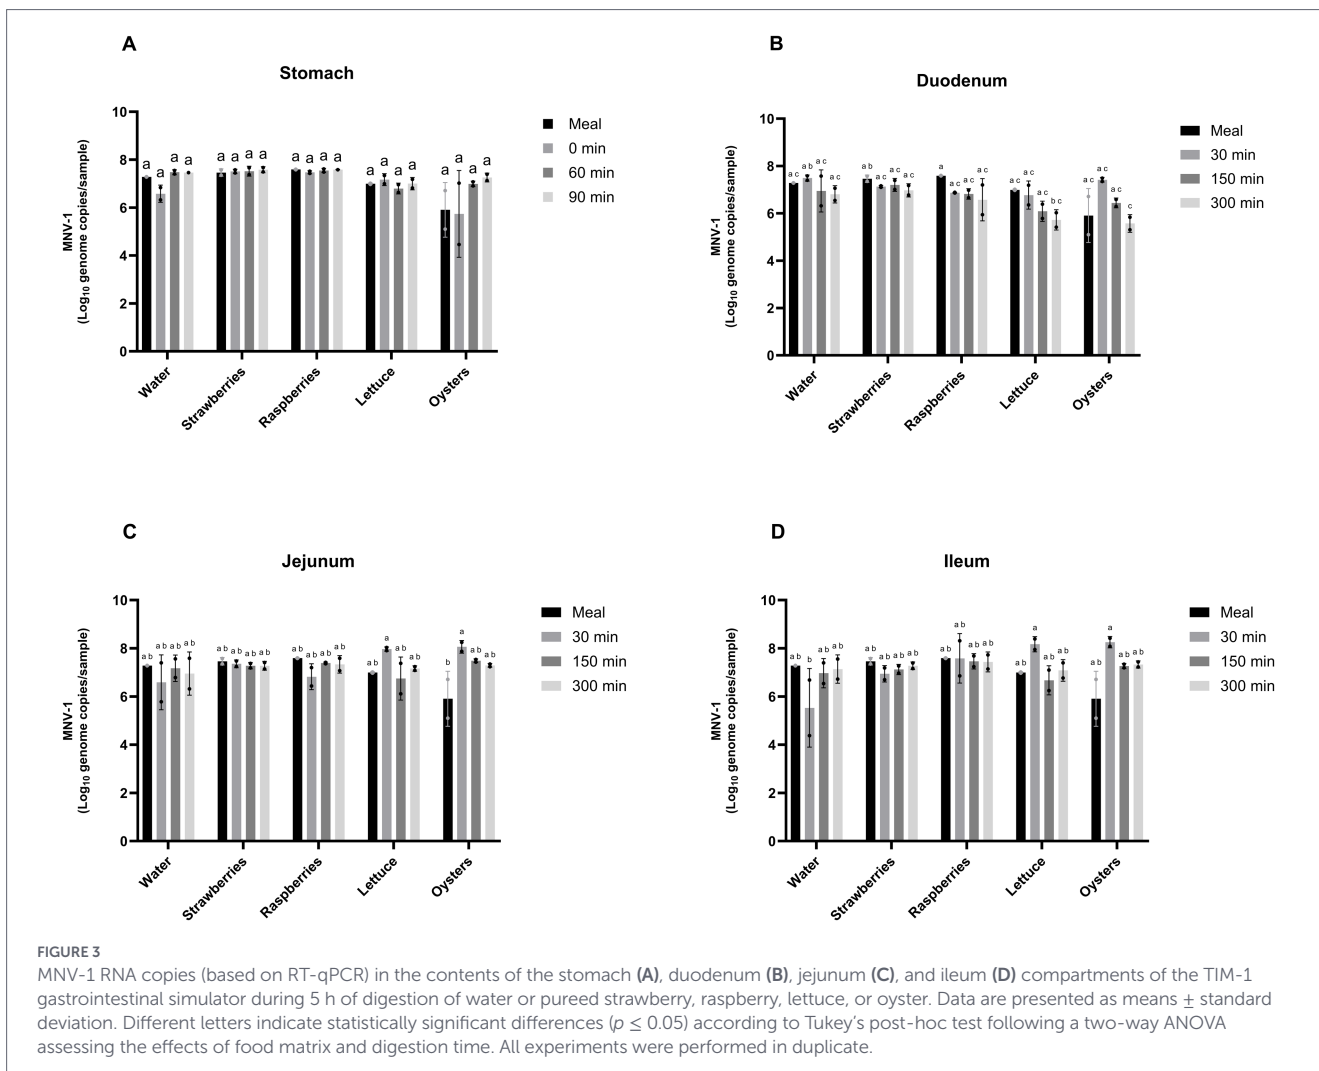 A
Stomach
MNV-1
(Log10 genome copies/sample)
10
8
6
4
2
0
a a a a a a a a a a a a a a a a a a a a
Water
Strawberries
Raspberries
Lettuce
Oysters
Meal
0 min
60 min
90 min
B
Duodenum
MNV-1
(Log10 genome copies/sample)
10
8
6
4
2
0
a c a b a c a c a b a c a c a c a a c a c a c a c a c a c b c a c a c a c c
Water
Strawberries
Raspberries
Lettuce
Oysters
Meal
30 min
150 min
300 min
C
Jejunum
MNV-1
(Log10 genome copies/sample)
10
8
6
4
2
0
a b a b a b a b a b a b a b a b a b a b a b a b a b a a b a b b a a b a b
Water
Strawberries
Raspberries
Lettuce
Oysters
Meal
30 min
150 min
300 min
D
Ileum
MNV-1
(Log10 genome copies/sample)
10
8
6
4
2
0
a b b a b a b a b a b a b a b a b a b a b a b a b a a b a b a b a a b a b
Water
Strawberries
Raspberries
Lettuce
Oysters
Meal
30 min
150 min
300 min
FIGURE 3
MNV-1 RNA copies (based on RT-qPCR) in the contents of the stomach (A), duodenum (B), jejunum (C), and ileum (D) compartments of the TIM-1
gastrointestinal simulator during 5 h of digestion of water or pureed strawberry, raspberry, lettuce, or oyster. Data are presented as means ± standard
deviation. Different letters indicate statistically significant differences (p ≤ 0.05) according to Tukey's post-hoc test following a two-way ANOVA
assessing the effects of food matrix and digestion time. All experiments were performed in duplicate.